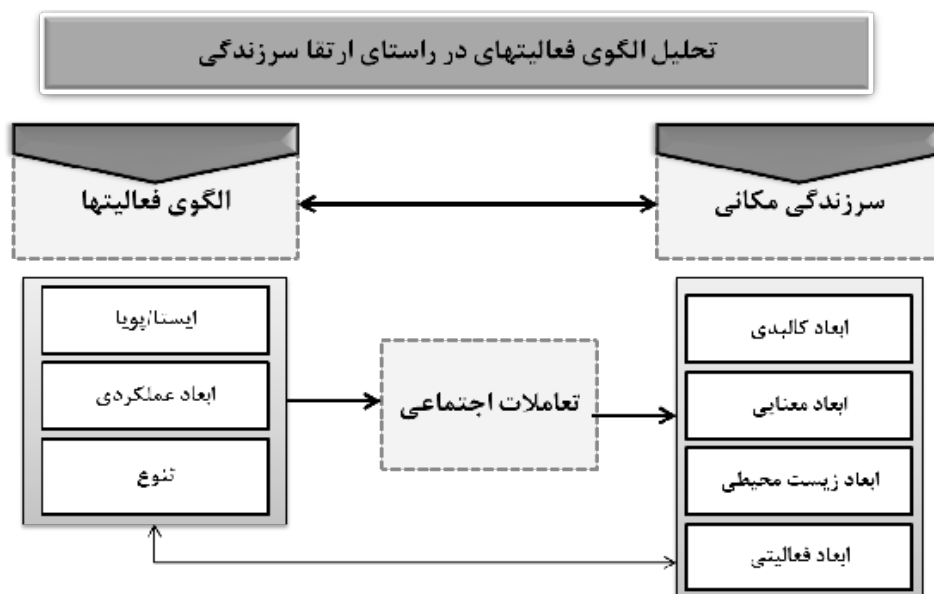 تحلیل الگوی فعالیتهای در راستای ارتقا سرزندگی
سرزندگی مکانی
الگوی فعالیتها
ابعاد کالبدی
ابعاد معنایی
ابعاد زیست محیطی
ابعاد فعالیتی
تعاملات اجتماعی
ایستا/پویا
ابعاد عملکردی
تنوع